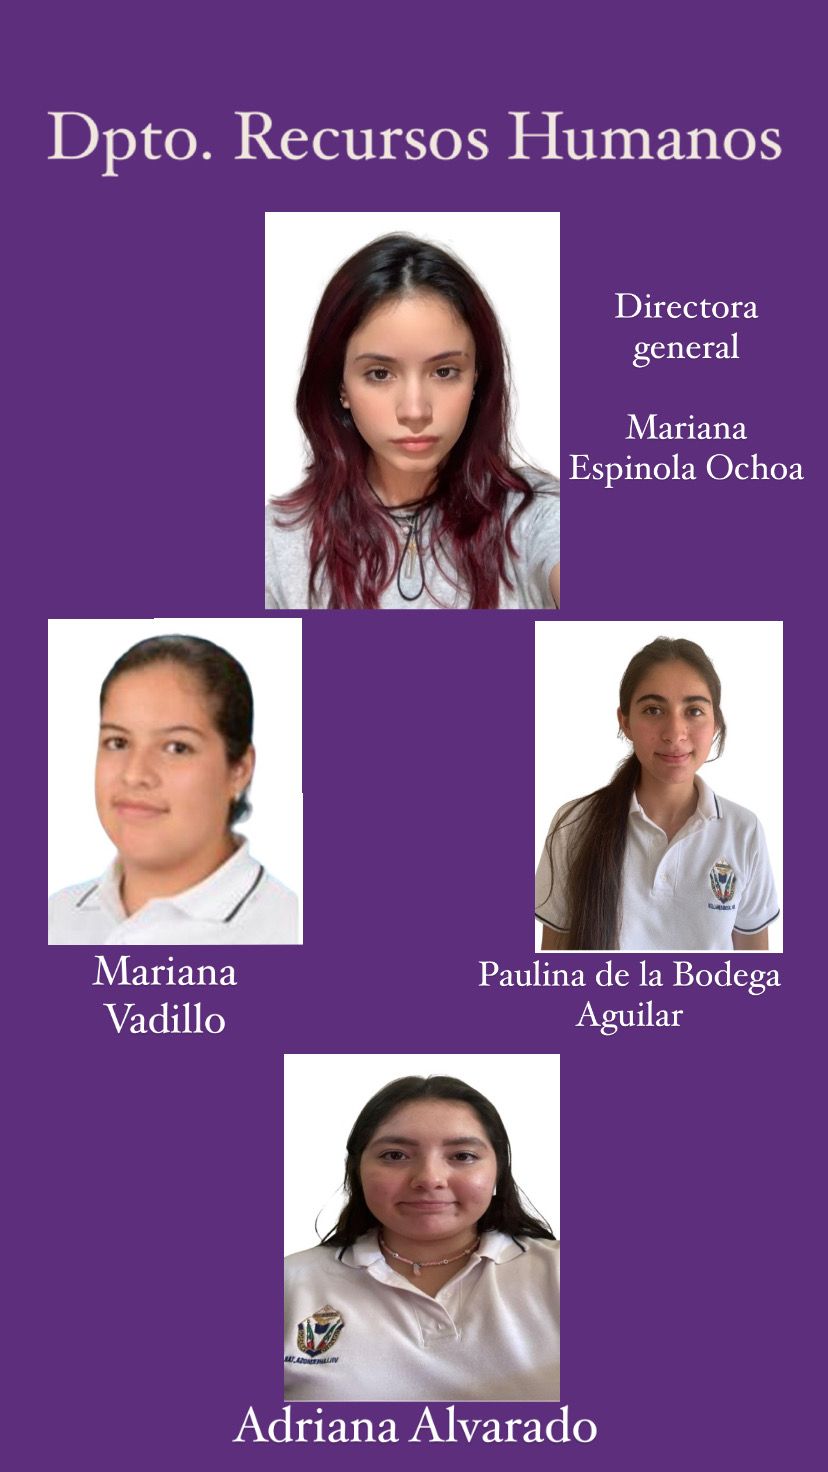 Dpto. Recursos Humanos
Directora
general
Mariana
Espinola Ochoa
Mariana
Vadillo
Paulina de la Bodega
Aguilar
Adriana Alvarado